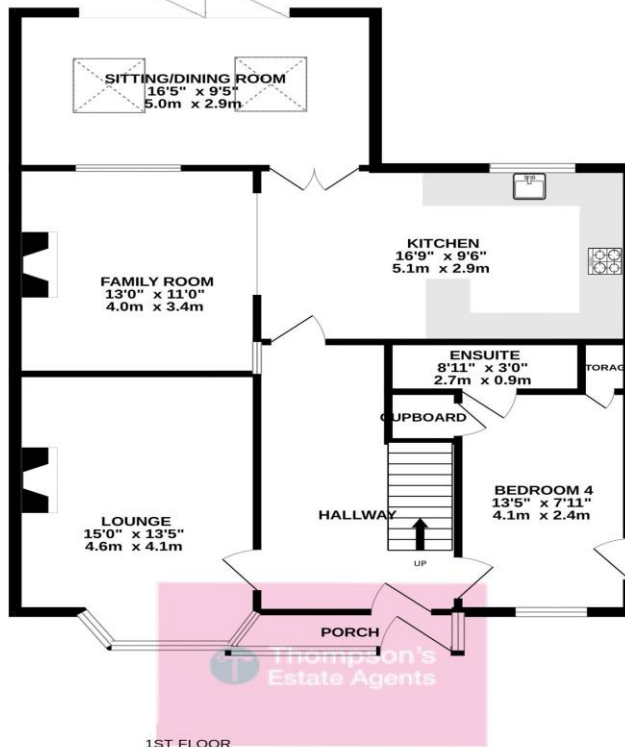 SITTING/DINING ROOM
16'5" x 9'5"
5.0m x 2.9m
KITCHEN
16'9" x 9'6"
5.1m x 2.9m
FAMILY ROOM
13'0" x 11'0"
4.0m x 3.4m
ENSUITE
8'11" x 3'0"
2.7m x 0.9m
TORAG
CUPBOARD
BEDROOM 4
13'5" x 7'11"
4.1m x 2.4m
LOUNGE
15'0" x 13'5"
4.6m x 4.1m
HALLWAY
UP
PORCH
Thompson's
Estate Agents
1ST FLOOR